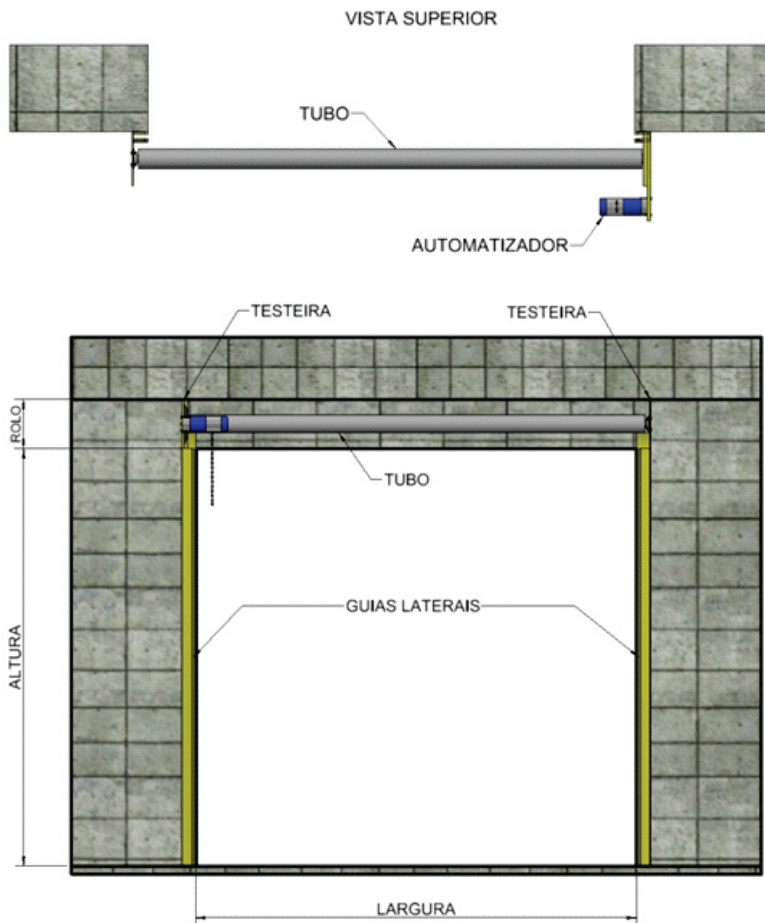 VISTA SUPERIOR
TUBO
AUTOMATIZADOR
TESTEIRA
TESTEIRA
ROLO
TUBO
GUIAS LATERAIS
ALTURA
LARGURA